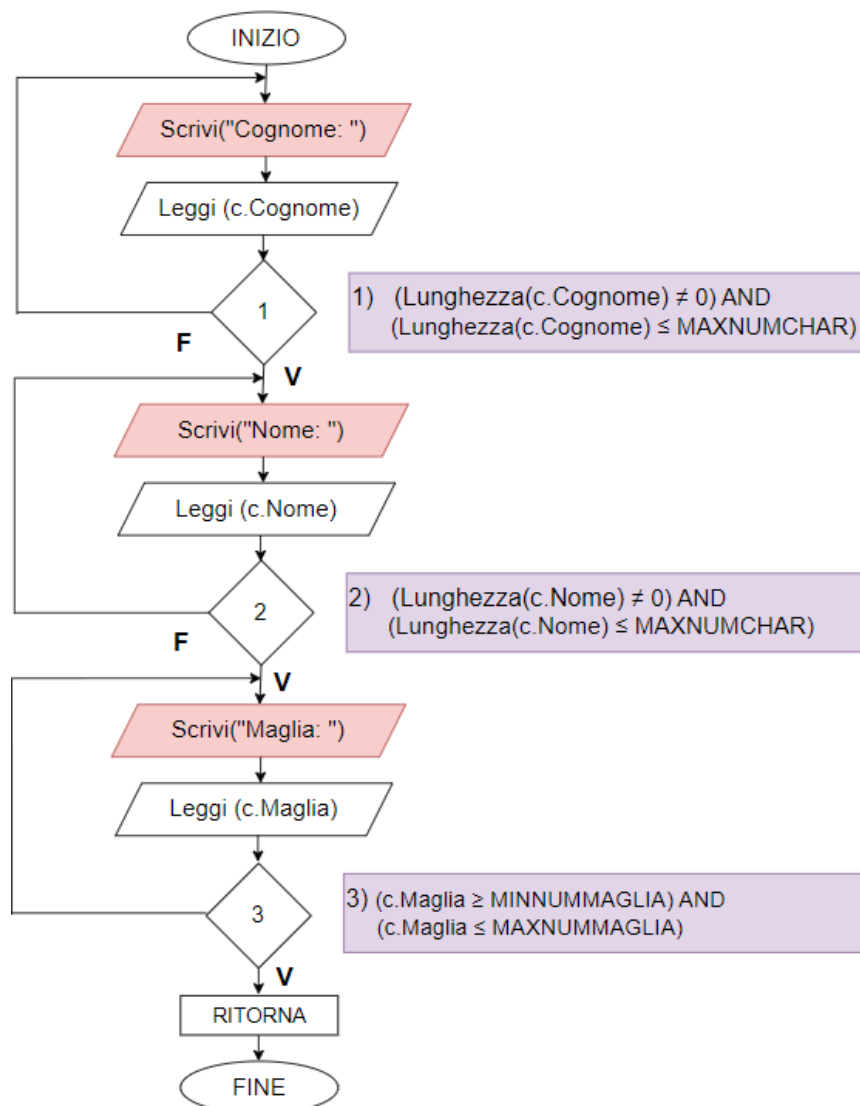 INIZIO
Scrivi("Cognome: ")
Leggi (c.Cognome)
1
1) (Lunghezza(c.Cognome) ≠ 0) AND
(Lunghezza(c.Cognome) ≤ MAXNUMCHAR)
F
V
Scrivi("Nome: ")
Leggi (c.Nome)
2
2) (Lunghezza(c.Nome) ≠ 0) AND
(Lunghezza(c.Nome) ≤ MAXNUMCHAR)
F
V
Scrivi("Maglia: ")
Leggi (c.Maglia)
3
3) (c.Maglia ≥ MINNUMMAGLIA) AND
(c.Maglia ≤ MAXNUMMAGLIA)
V
RITORNA
FINE